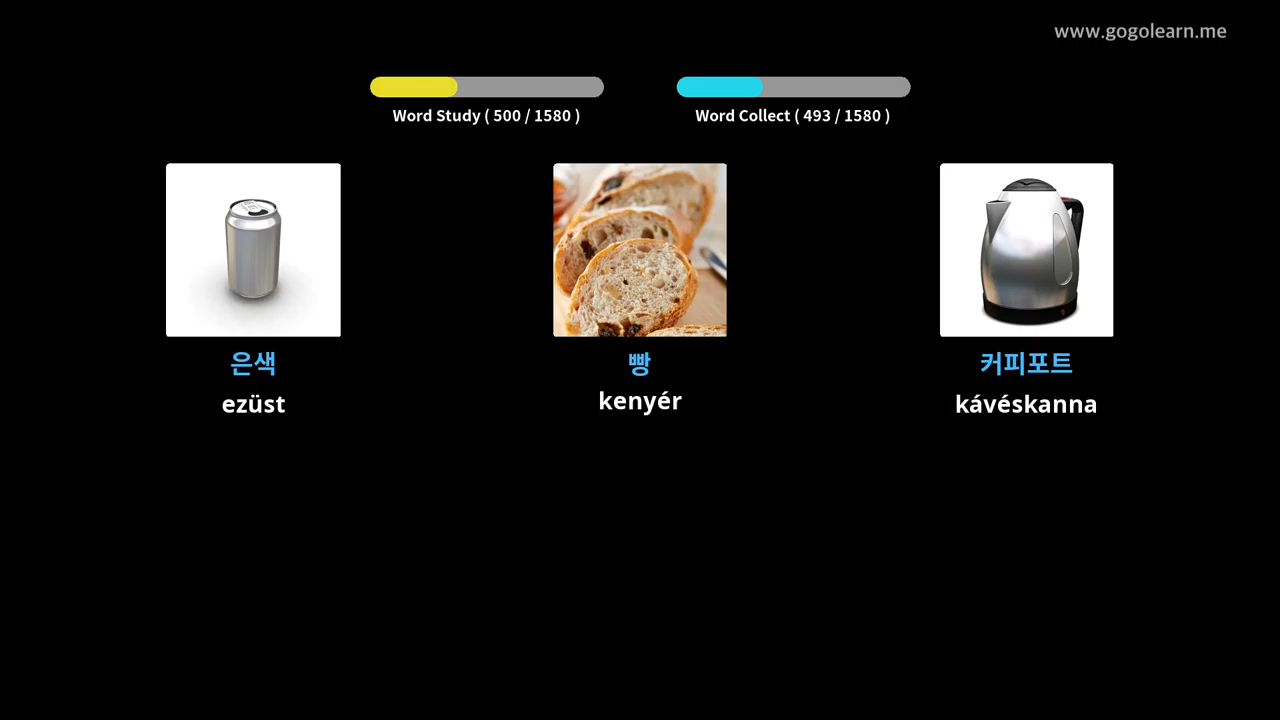 www.gogolearn.me
Word Study ( 500 / 1580 )
Word Collect ( 493 / 1580 )
은색
빵
커피포트
ezüst
kenyér
kávéskanna